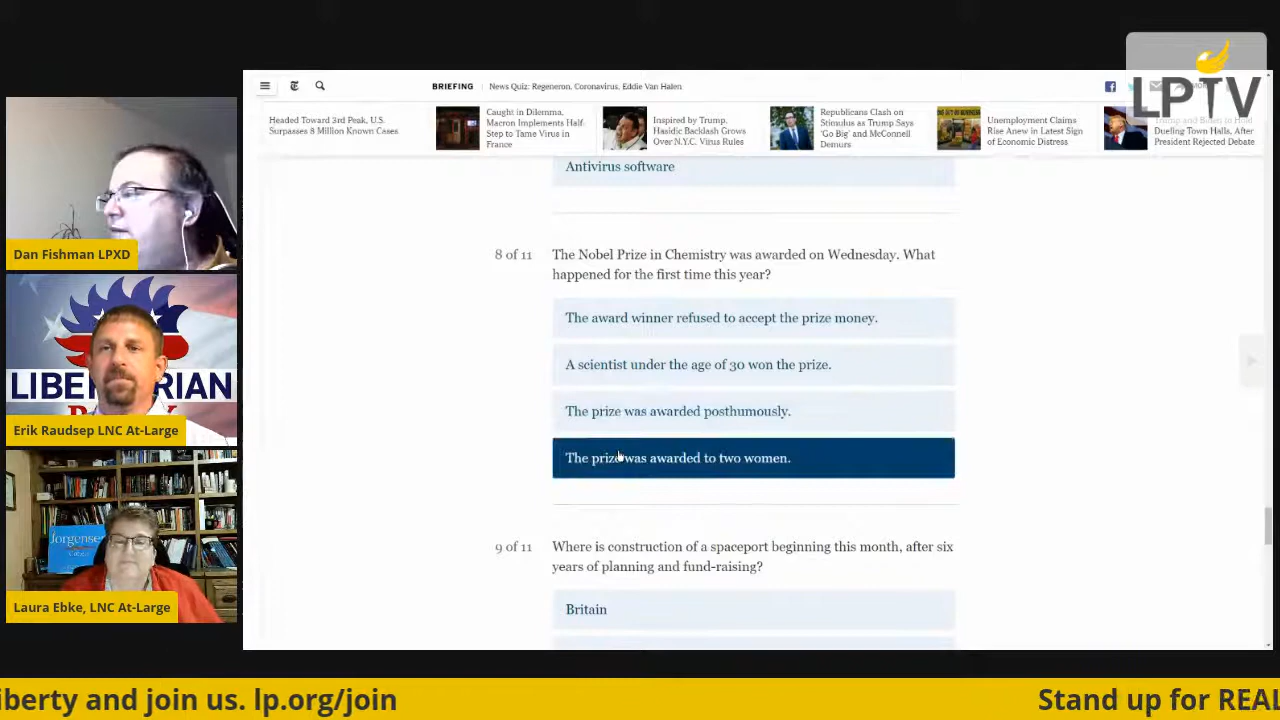 LPTV
BRIEFING News Quiz: Regeneron, Coronavirus, Eddie Van Halen
Headed Toward 3rd Peak, U.S.
Surpasses 8 Million Known Cases
Caught in Dilemma,
Macron Implements Half-
Step to Tame Virus in
France
Inspired by Trump,
Hasidic Backlash Grows
Over N.Y.C. Virus Rules
Republicans Clash on
Stimulus as Trump Says
‘Go Big’ and McConnell
Demurs
Unemployment Claims
Rise Anew in Latest Sign
of Economic Distress
Trump and Biden to Hold
Dueling Town Halls, After
President Rejected Debate
Antivirus software
8 of 11 The Nobel Prize in Chemistry was awarded on Wednesday. What
happened for the first time this year?
The award winner refused to accept the prize money.
A scientist under the age of 30 won the prize.
The prize was awarded posthumously.
The prize was awarded to two women.
9 of 11 Where is construction of a spaceport beginning this month, after six
years of planning and fund-raising?
Britain
Dan Fishman LPXD
Erik Raudsep LNC At-Large
Jorgensen
Laura Ebke, LNC At-Large
iberty and join us. lp.org/join
Stand up for REAL